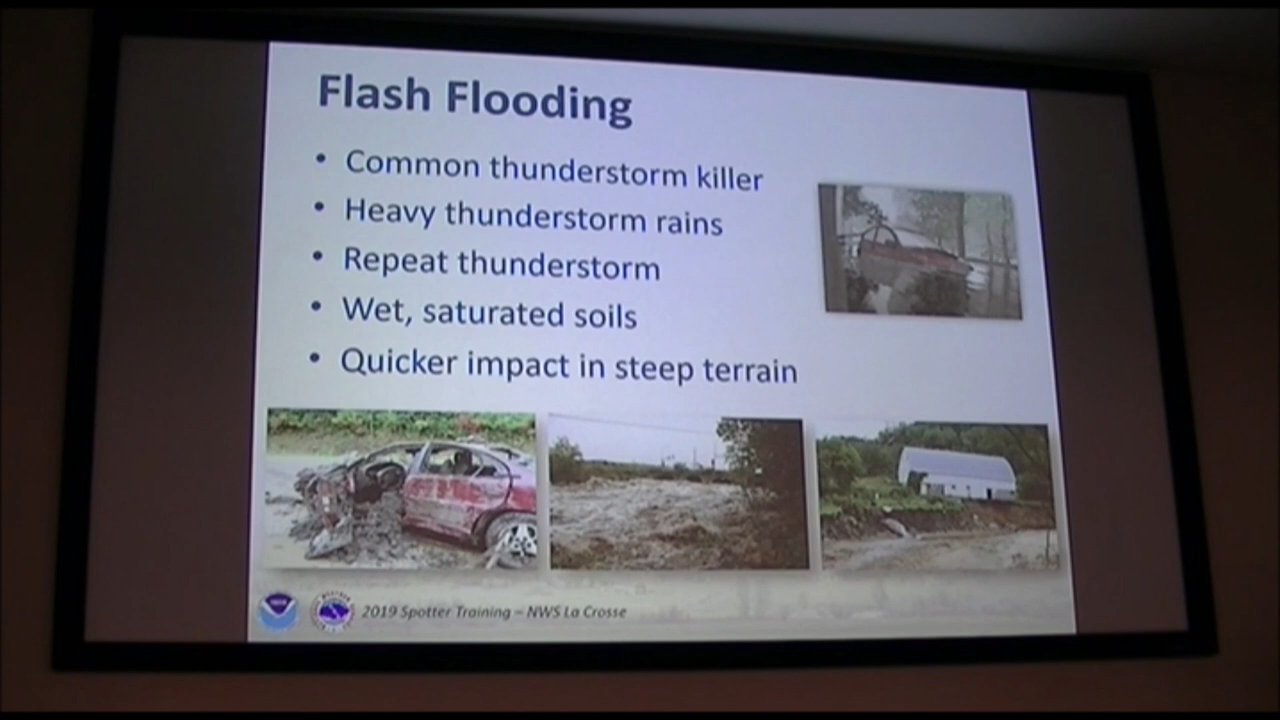 Flash Flooding
• Common thunderstorm killer
• Heavy thunderstorm rains
• Repeat thunderstorm
• Wet, saturated soils
• Quicker impact in steep terrain
2019 Spotter Training – NWS La Crosse